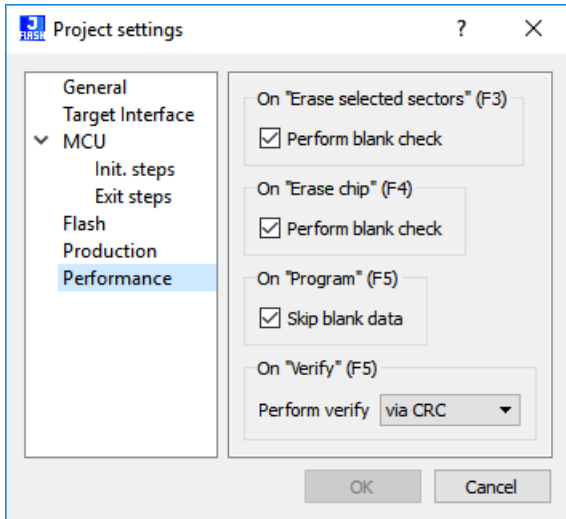 J
FLASH
Project settings
?
General
Target Interface
MCU
Init. steps
Exit steps
Flash
Production
Performance
On "Erase selected sectors" (F3)
Perform blank check
On "Erase chip" (F4)
Perform blank check
On "Program" (F5)
Skip blank data
On "Verify" (F5)
Perform verify via CRC
OK Cancel